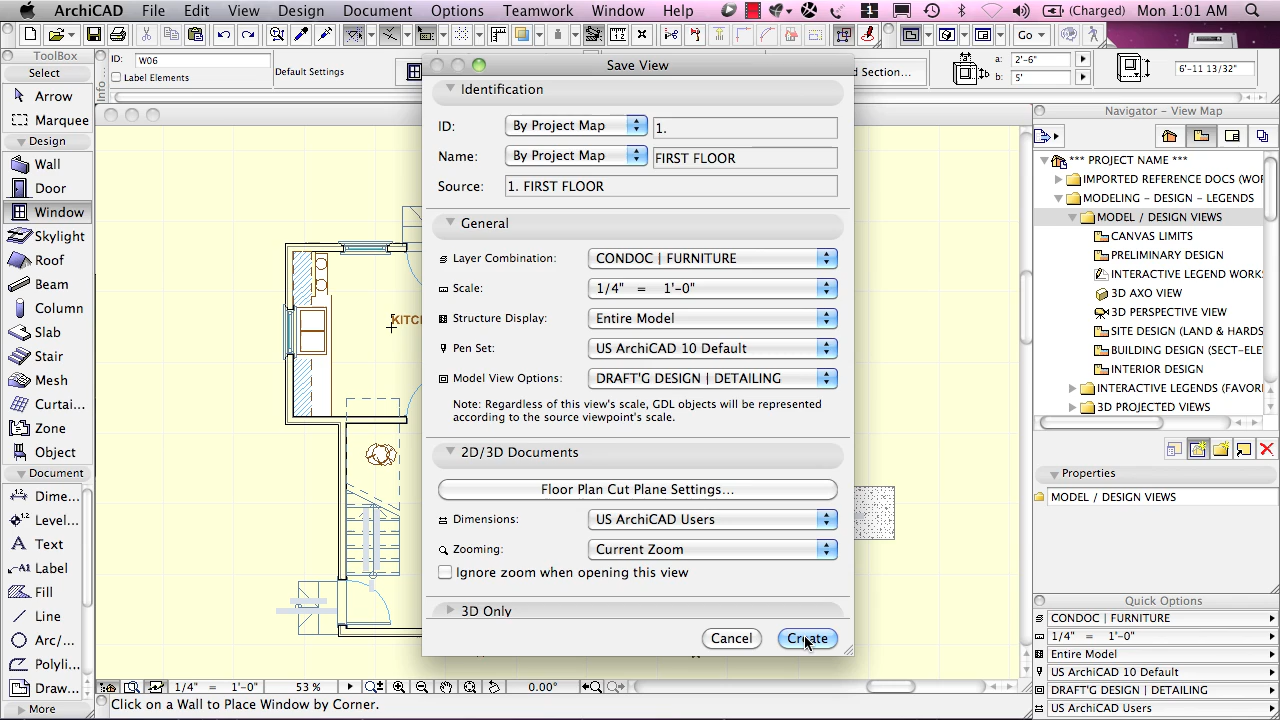 ArchiCAD File Edit View Design Document Options Teamwork Window Help (Charged) Mon 1:01 AM
Go
ToolBox
Select
Arrow
Marquee
Design
Wall
Door
Window
Skylight
Roof
Beam
Column
Slab
Stair
Mesh
Curtai...
Zone
Object
Document
Dime...
Level...
Text
Label
Fill
Line
Arc/...
Polyli...
Draw...
More
Info
ID: W06
Label Elements
Default Settings
d Section...
a: 2'-6"
b: 5'
6'-11 13/32"
KITC
Save View
Identification
ID: By Project Map 1.
Name: By Project Map FIRST FLOOR
Source: 1. FIRST FLOOR
General
Layer Combination: CONDOC | FURNITURE
Scale: 1/4" = 1'-0"
Structure Display: Entire Model
Pen Set: US ArchiCAD 10 Default
Model View Options: DRAFT'G DESIGN | DETAILING
Note: Regardless of this view's scale, GDL objects will be represented
according to the source viewpoint's scale.
2D/3D Documents
Floor Plan Cut Plane Settings...
Dimensions: US ArchiCAD Users
Zooming: Current Zoom
Ignore zoom when opening this view
3D Only
Cancel Create
Navigator - View Map
*** PROJECT NAME ***
IMPORTED REFERENCE DOCS (WOR
MODELING - DESIGN - LEGENDS
MODEL / DESIGN VIEWS
CANVAS LIMITS
PRELIMINARY DESIGN
INTERACTIVE LEGEND WORK
3D AXO VIEW
3D PERSPECTIVE VIEW
SITE DESIGN (LAND & HARDS
BUILDING DESIGN (SECT-ELE
INTERIOR DESIGN
INTERACTIVE LEGENDS (FAVOR
3D PROJECTED VIEWS
Properties
MODEL / DESIGN VIEWS
Quick Options
CONDOC | FURNITURE
1/4" = 1'-0"
Entire Model
US ArchiCAD 10 Default
DRAFT'G DESIGN | DETAILING
US ArchiCAD Users
1/4" = 1'-0" 53 % 0.00°
Click on a Wall to Place Window by Corner.